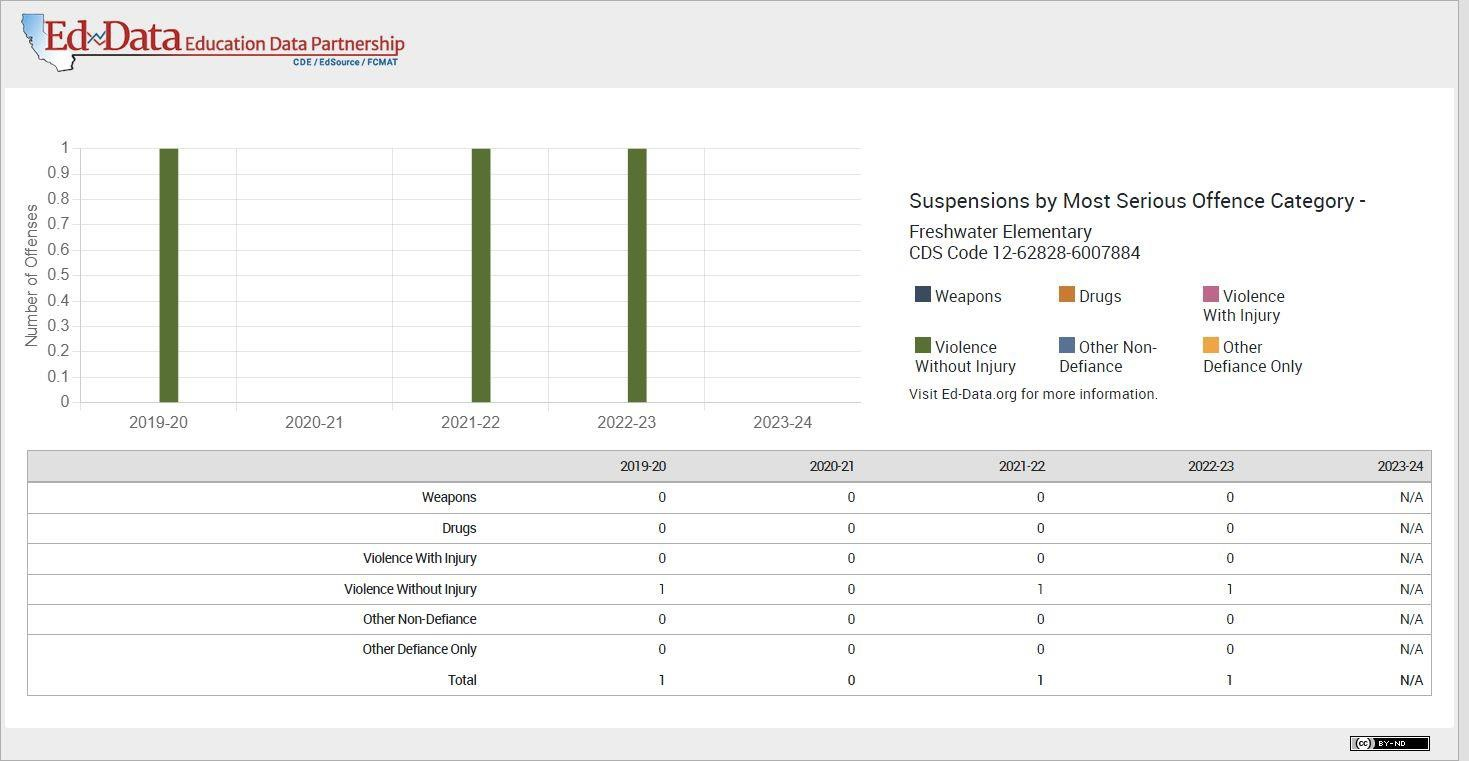 Ed Data Education Data Partnership
CDE / EdSource / FCMAT
Number of Offenses
1
0.9
0.8
0.7
0.6
0.5
0.4
0.3
0.2
0.1
0
2019-20 2020-21 2021-22 2022-23 2023-24
Suspensions by Most Serious Offence Category -
Freshwater Elementary
CDS Code 12-62828-6007884
Weapons Drugs Violence
With Injury
Violence Other Non- Other
Without Injury Defiance Defiance Only
Visit Ed-Data.org for more information.
2019-20 2020-21 2021-22 2022-23 2023-24
Weapons 0 0 0 0 N/A
Drugs 0 0 0 0 N/A
Violence With Injury 0 0 0 0 N/A
Violence Without Injury 1 0 1 1 N/A
Other Non-Defiance 0 0 0 0 N/A
Other Defiance Only 0 0 0 0 N/A
Total 1 0 1 1 N/A
cc BY-ND